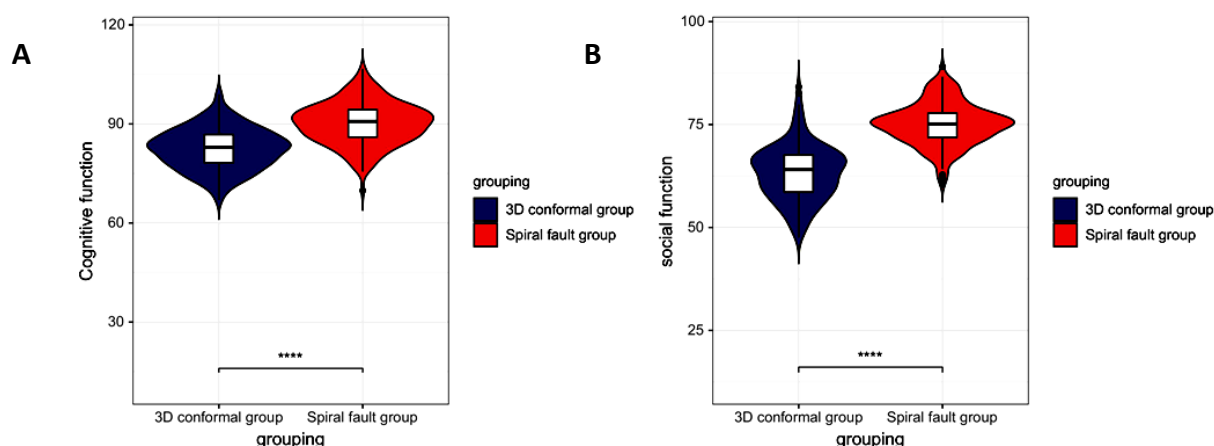 A
Cognitive function
120
90
60
30
****
3D conformal group
Spiral fault group
grouping
grouping
3D conformal group
Spiral fault group
B
social function
100
75
50
25
****
3D conformal group
Spiral fault group
grouping
grouping
3D conformal group
Spiral fault group